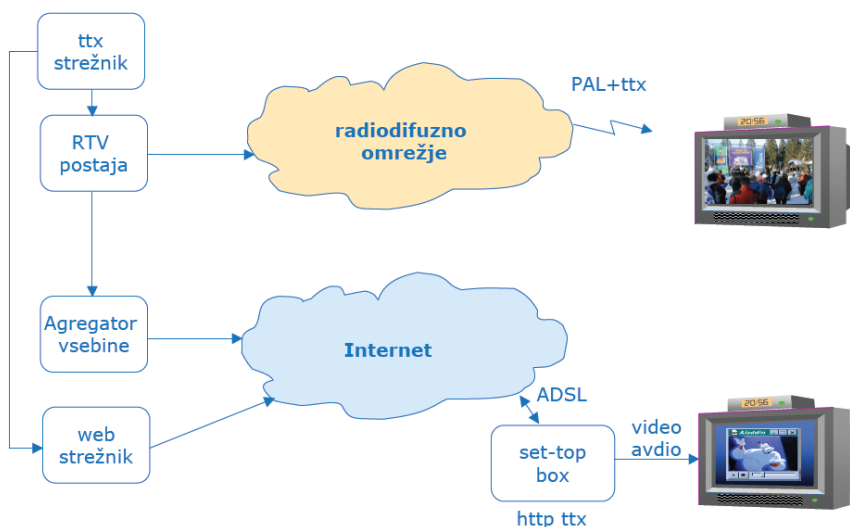 ttx
strežnik
RTV
postaja
radiodifuzno
omrežje
PAL+ttx
20:56
Agregator
vsebine
Internet
ADSL
web
strežnik
set-top
box
http ttx
video
avdio
20:56
Aladdin